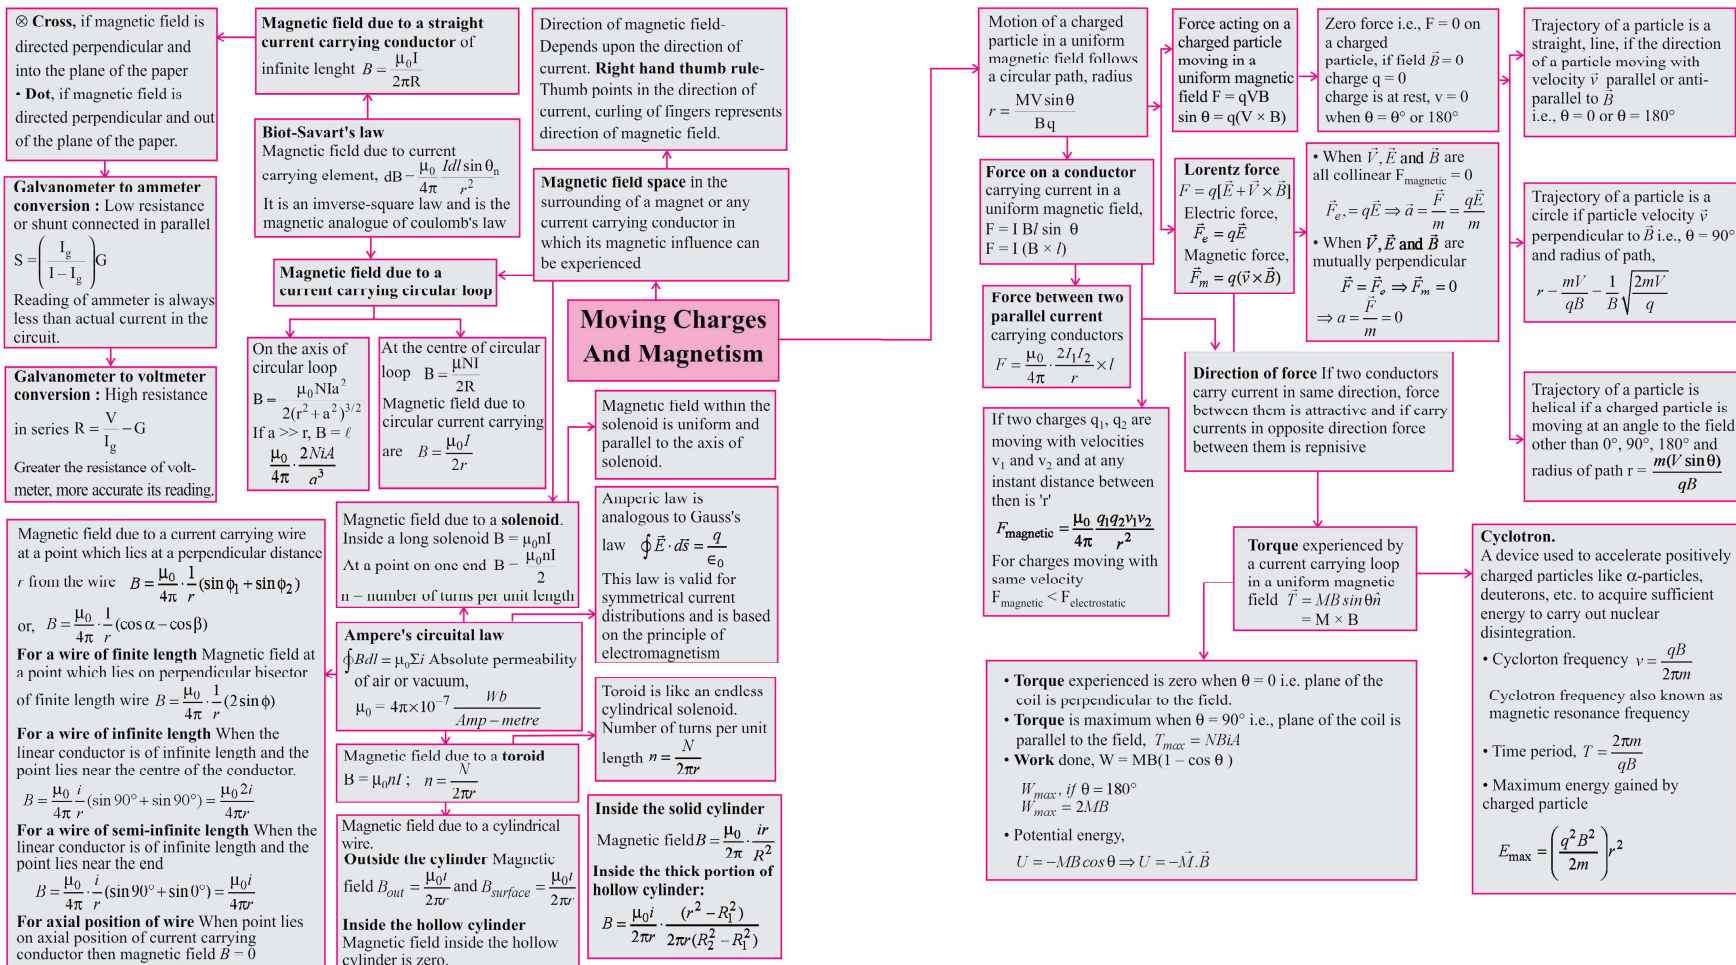 ⊗ Cross, if magnetic field is
directed perpendicular and
into the plane of the paper
· Dot, if magnetic field is
directed perpendicular and out
of the plane of the paper.
Galvanometer to ammeter
conversion : Low resistance
or shunt connected in parallel
S = (I_g / (I – I_g)) G
Reading of ammeter is always
less than actual current in the
circuit.
Galvanometer to voltmeter
conversion : High resistance
in series R = V/I_g – G
Greater the resistance of volt-
meter, more accurate its reading.
Magnetic field due to a straight
current carrying conductor of
infinite lenght B = μ₀I / 2πR
Biot-Savart's law
Magnetic field due to current
carrying element, dB – μ₀/4π Idl sin θ_n / r²
It is an imverse-square law and is the
magnetic analogue of coulomb's law
Magnetic field due to a
current carrying circular loop
On the axis of
circular loop
B = μ₀NIa² / 2(r² + a²)^3/2
If a >> r, B = ℓ
μ₀/4π · 2NiA / a³
At the centre of circular
loop B = μNI / 2R
Magnetic field due to
circular current carrying
are B = μ₀I / 2r
Direction of magnetic field-
Depends upon the direction of
current. Right hand thumb rule-
Thumb points in the direction of
current, curling of fingers represents
direction of magnetic field.
Magnetic field space in the
surrounding of a magnet or any
current carrying conductor in
which its magnetic influence can
be experienced
Moving Charges
And Magnetism
Magnetic field due to a solenoid.
Inside a long solenoid B = μ₀nI
At a point on one end B – μ₀nI / 2
n – number of turns per unit length
Magnetic field within the
solenoid is uniform and
parallel to the axis of
solenoid.
Ampere's circuital law
∮Bdl = μ₀Σi Absolute permeability
of air or vacuum,
μ₀ = 4π×10⁻⁷ Wb / Amp – metre
Amperic law is
analogous to Gauss's
law ∮E⃗ · ds⃗ = q / ∈₀
This law is valid for
symmetrical current
distributions and is based
on the principle of
electromagnetism
Magnetic field due to a toroid
B = μ₀nI ; n = N / 2πr
Toroid is like an endless
cylindrical solenoid.
Number of turns per unit
length n = N / 2πr
Magnetic field due to a cylindrical
wire.
Outside the cylinder Magnetic
field B_out = μ₀i / 2πr and B_surface = μ₀i / 2πr
Inside the hollow cylinder
Magnetic field inside the hollow
cylinder is zero.
Inside the solid cylinder
Magnetic field B = μ₀/2π · ir / R²
Inside the thick portion of
hollow cylinder:
B = μ₀i / 2πr · (r² – R₁²) / 2πr(R₂² – R₁²)
Magnetic field due to a current carrying wire
at a point which lies at a perpendicular distance
r from the wire B = μ₀/4π · 1/r (sin ϕ₁ + sin ϕ₂)
or, B = μ₀/4π · 1/r (cos α – cos β)
For a wire of finite length Magnetic field at
a point which lies on perpendicular bisector
of finite length wire B = μ₀/4π · 1/r (2 sin ϕ)
For a wire of infinite length When the
linear conductor is of infinite length and the
point lies near the centre of the conductor.
B = μ₀/4π i/r (sin 90° + sin 90°) = μ₀2i / 4πr
For a wire of semi-infinite length When the
linear conductor is of infinite length and the
point lies near the end
B = μ₀/4π · i/r (sin 90° + sin 0°) = μ₀i / 4πr
For axial position of wire When point lies
on axial position of current carrying
conductor then magnetic field B = 0
Motion of a charged
particle in a uniform
magnetic field follows
a circular path, radius
r = MV sin θ / Bq
Force acting on a
charged particle
moving in a
uniform magnetic
field F = qVB
sin θ = q(V × B)
Zero force i.e., F = 0 on
a charged
particle, if field B⃗ = 0
charge q = 0
charge is at rest, v = 0
when θ = θ° or 180°
Trajectory of a particle is a
straight, line, if the direction
of a particle moving with
velocity v⃗ parallel or anti-
parallel to B⃗
i.e., θ = 0 or θ = 180°
Force on a conductor
carrying current in a
uniform magnetic field,
F = I Bl sin θ
F = I (B × l)
Lorentz force
F = q[E⃗ + V⃗ × B⃗]
Electric force,
F⃗_e = qE⃗
Magnetic force,
F⃗_m = q(v⃗ × B⃗)
• When V⃗, E⃗ and B⃗ are
all collinear F_magnetic = 0
F⃗_e, = qE⃗ ⇒ a⃗ = F⃗/m = qE⃗/m
• When V⃗, E⃗ and B⃗ are
mutually perpendicular
F⃗ = F⃗_e ⇒ F⃗_m = 0
⇒ a = F⃗/m = 0
Trajectory of a particle is a
circle if particle velocity v⃗
perpendicular to B⃗ i.e., θ = 90°
and radius of path,
r – mV/qB – 1/B √(2mV/q)
Force between two
parallel current
carrying conductors
F = μ₀/4π · 2I₁I₂/r × l
Direction of force If two conductors
carry current in same direction, force
between them is attractive and if carry
currents in opposite direction force
between them is repnisive
Trajectory of a particle is
helical if a charged particle is
moving at an angle to the field
other than 0°, 90°, 180° and
radius of path r = m(V sin θ) / qB
If two charges q₁, q₂ are
moving with velocities
v₁ and v₂ and at any
instant distance between
then is 'r'
F_magnetic = μ₀/4π q₁q₂v₁v₂ / r²
For charges moving with
same velocity
F_magnetic < F_electrostatic
Torque experienced by
a current carrying loop
in a uniform magnetic
field T⃗ = MB sin θn̂
= M × B
Cyclotron.
A device used to accelerate positively
charged particles like α-particles,
deuterons, etc. to acquire sufficient
energy to carry out nuclear
disintegration.
• Cyclorton frequency v = qB / 2πm
Cyclotron frequency also known as
magnetic resonance frequency
• Time period, T = 2πm / qB
• Maximum energy gained by
charged particle
E_max = (q²B² / 2m) r²
• Torque experienced is zero when θ = 0 i.e. plane of the
coil is perpendicular to the field.
• Torque is maximum when θ = 90° i.e., plane of the coil is
parallel to the field, T_max = NBiA
• Work done, W = MB(1 – cos θ )
W_max, if θ = 180°
W_max = 2MB
• Potential energy,
U = –MB cos θ ⇒ U = –M⃗.B⃗